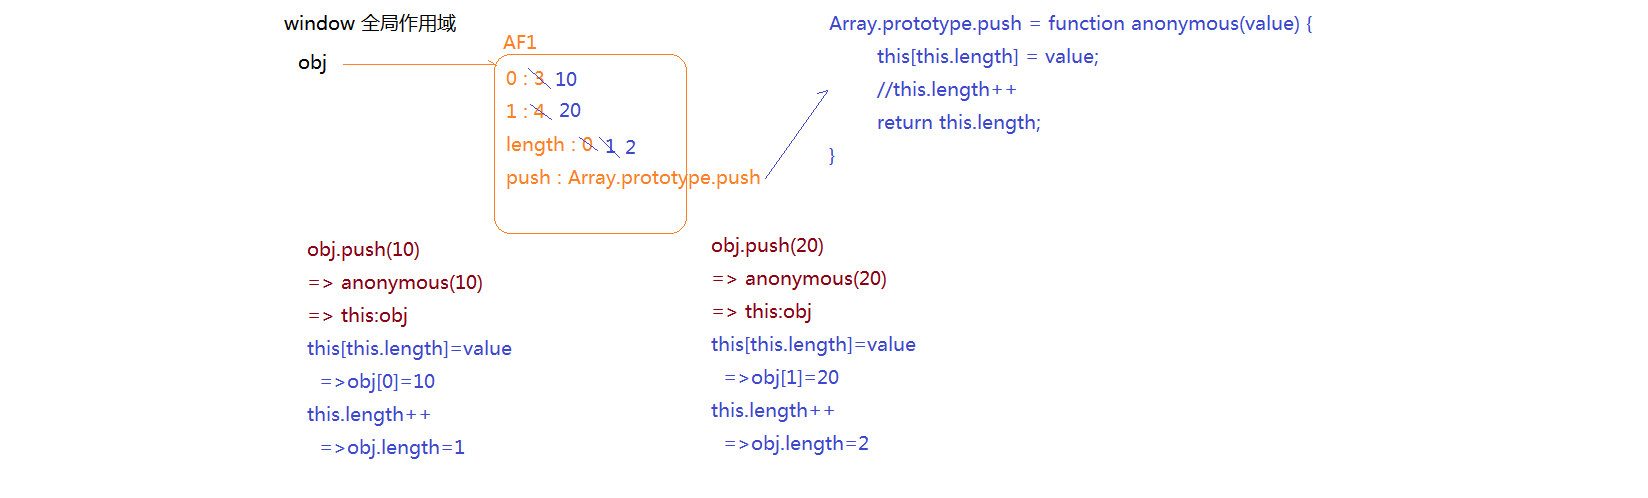 window 全局作用域
obj
AF1
0 : 3 10
1 : 4 20
length : 0 1 2
push : Array.prototype.push
Array.prototype.push = function anonymous(value) {
this[this.length] = value;
//this.length++
return this.length;
}
obj.push(10)
=> anonymous(10)
=> this:obj
this[this.length]=value
=>obj[0]=10
this.length++
=>obj.length=1
obj.push(20)
=> anonymous(20)
=> this:obj
this[this.length]=value
=>obj[1]=20
this.length++
=>obj.length=2